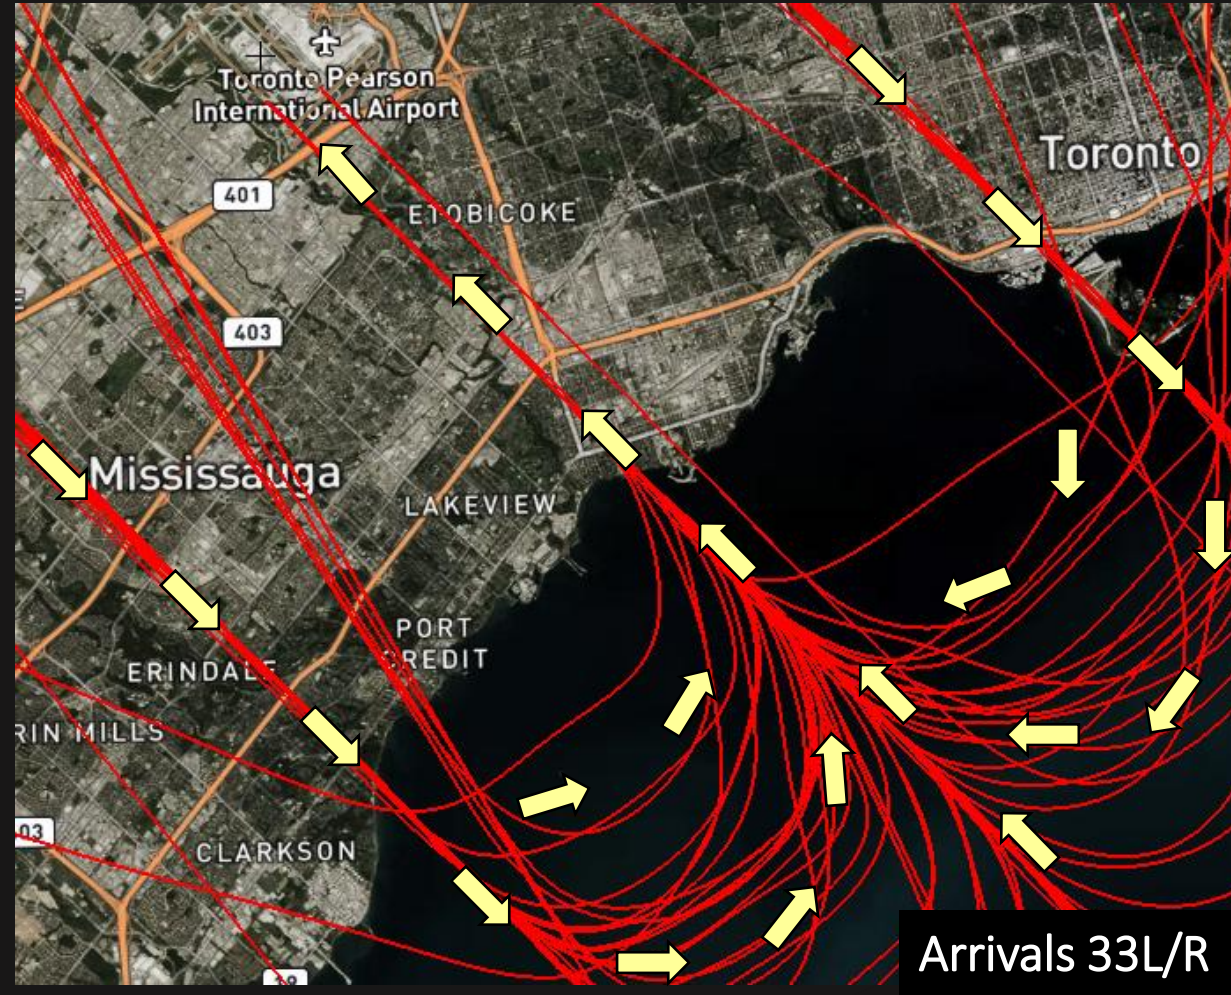 Toronto Pearson
International Airport
Toronto
401
ETOBICOKE
403
Mississauga
LAKEVIEW
PORT
CREDIT
ERINDALE
RIN MILLS
03
CLARKSON
Arrivals 33L/R